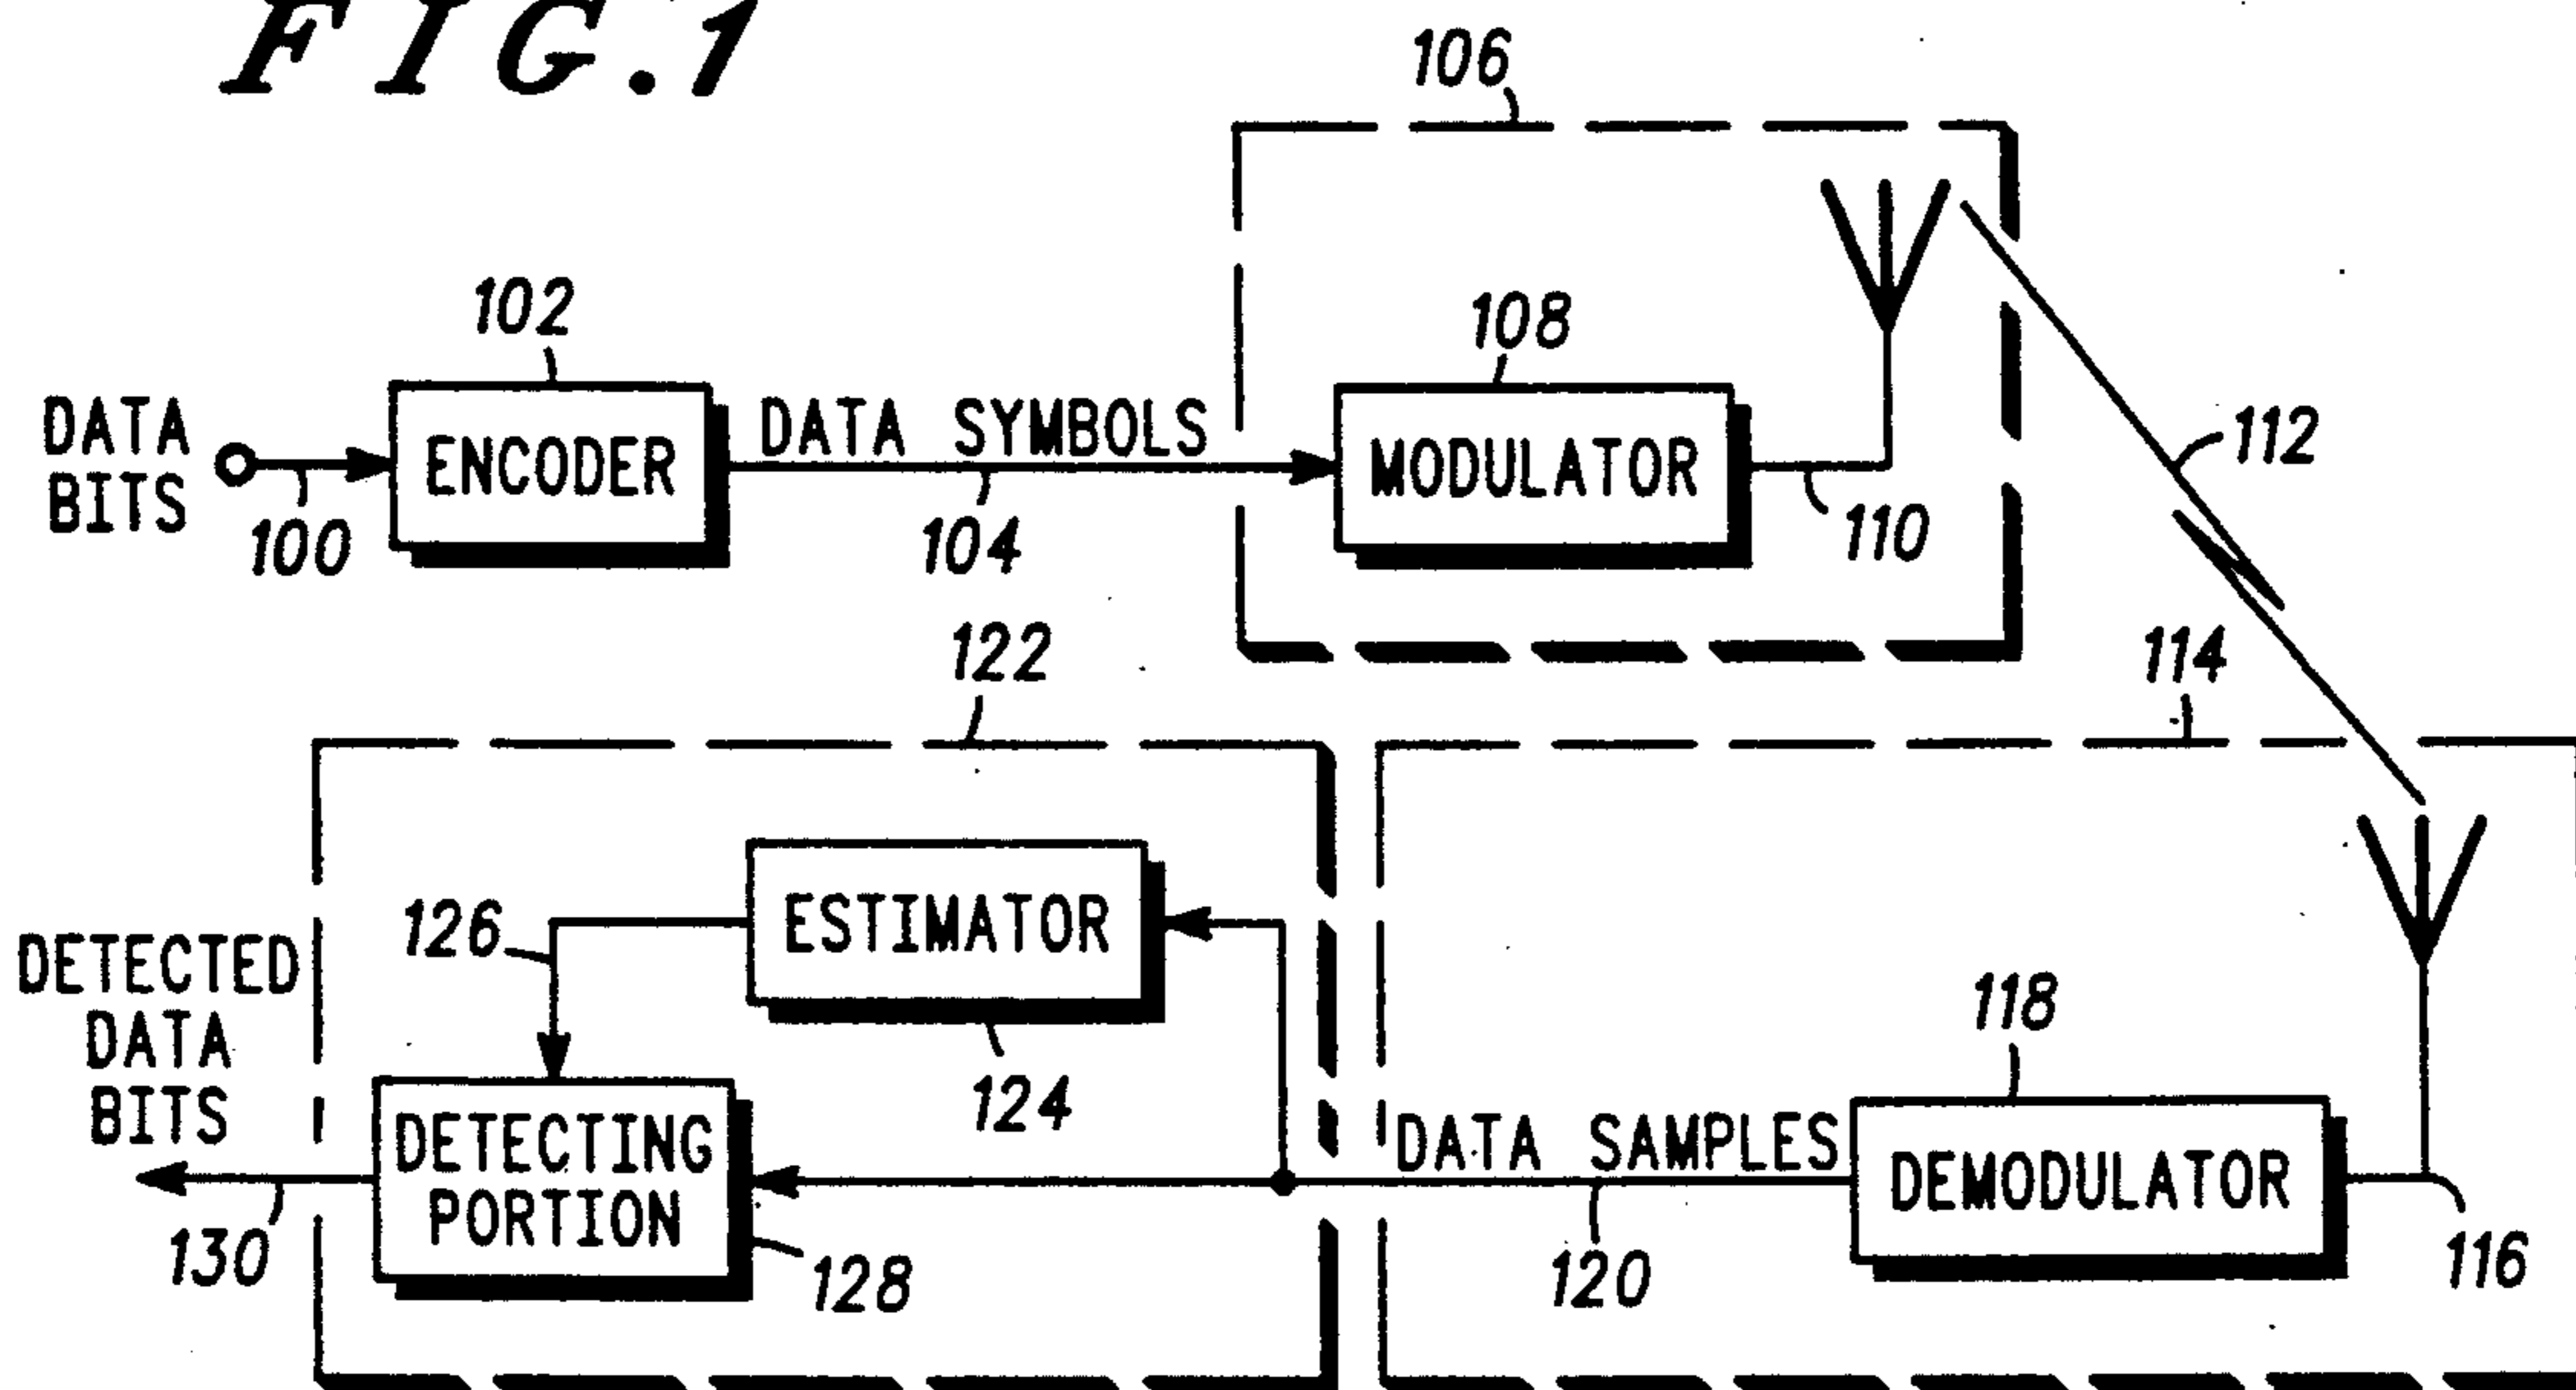 FIG.1
106
102
108
DATA
BITS
ENCODER
DATA SYMBOLS
MODULATOR
112
100
104
110
122
114
126
ESTIMATOR
DETECTED
DATA
BITS
118
124
DETECTING
PORTION
DATA SAMPLES
DEMODULATOR
130
128
120
116